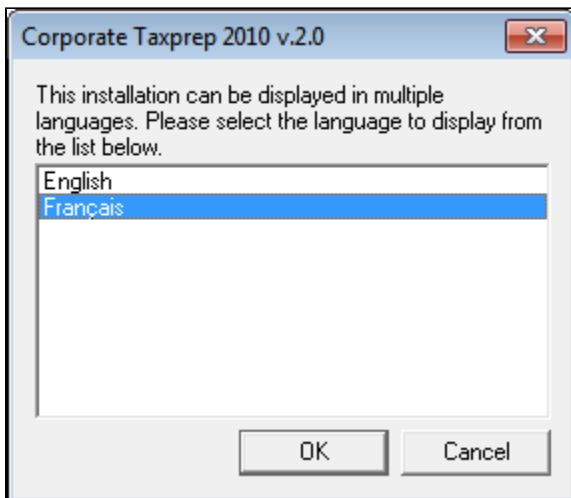 Corporate Taxprep 2010 v.2.0
This installation can be displayed in multiple
languages. Please select the language to display from
the list below.
English
Français
OK
Cancel